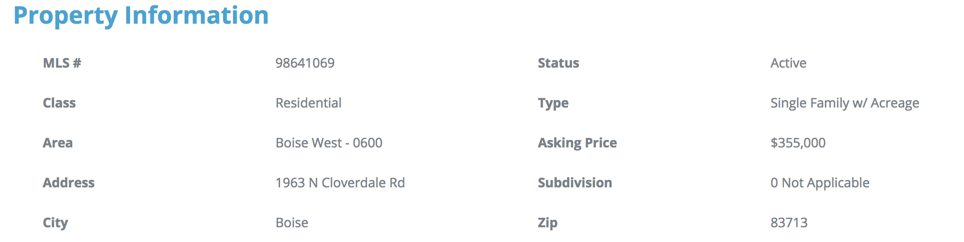 Property Information
MLS # 98641069 Status Active
Class Residential Type Single Family w/ Acreage
Area Boise West - 0600 Asking Price $355,000
Address 1963 N Cloverdale Rd Subdivision 0 Not Applicable
City Boise Zip 83713